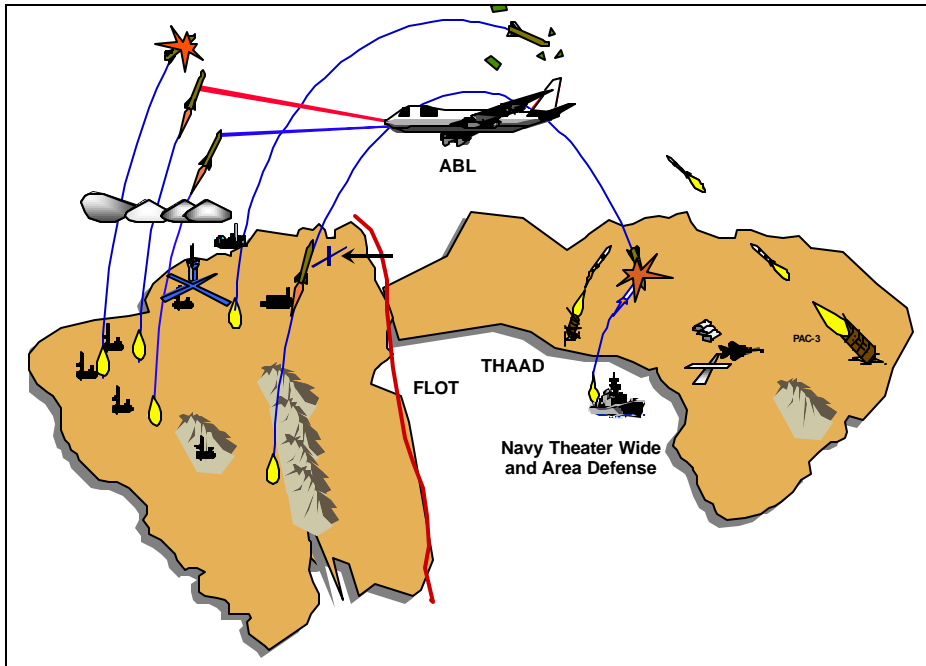 ABL
PAC-3
THAAD
FLOT
Navy Theater Wide
and Area Defense